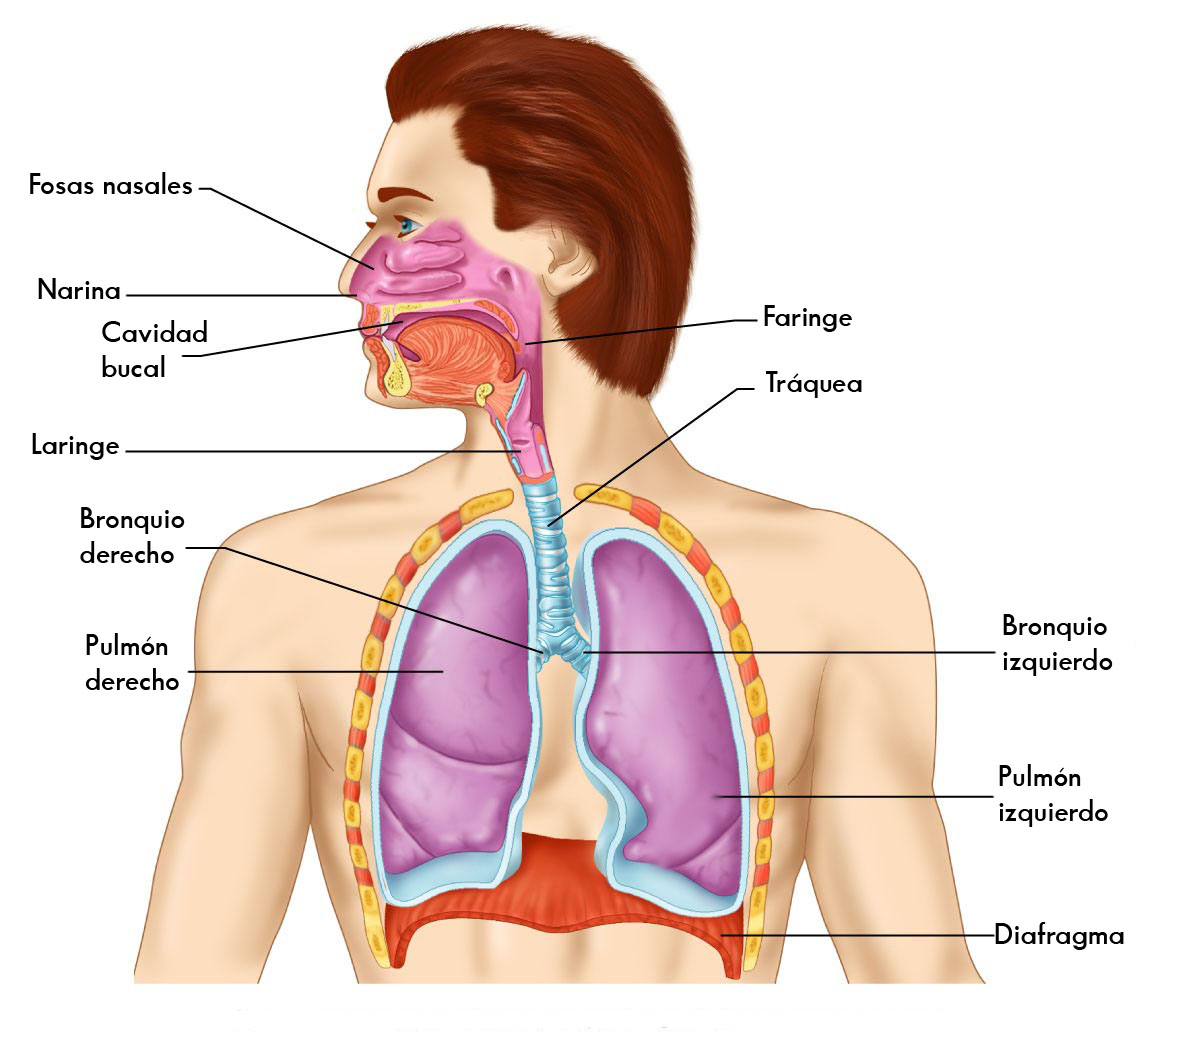 Fosas nasales
Narina
Cavidad
bucal
Faringe
Tráquea
Laringe
Bronquio
derecho
Pulmón
derecho
Bronquio
izquierdo
Pulmón
izquierdo
Diafragma